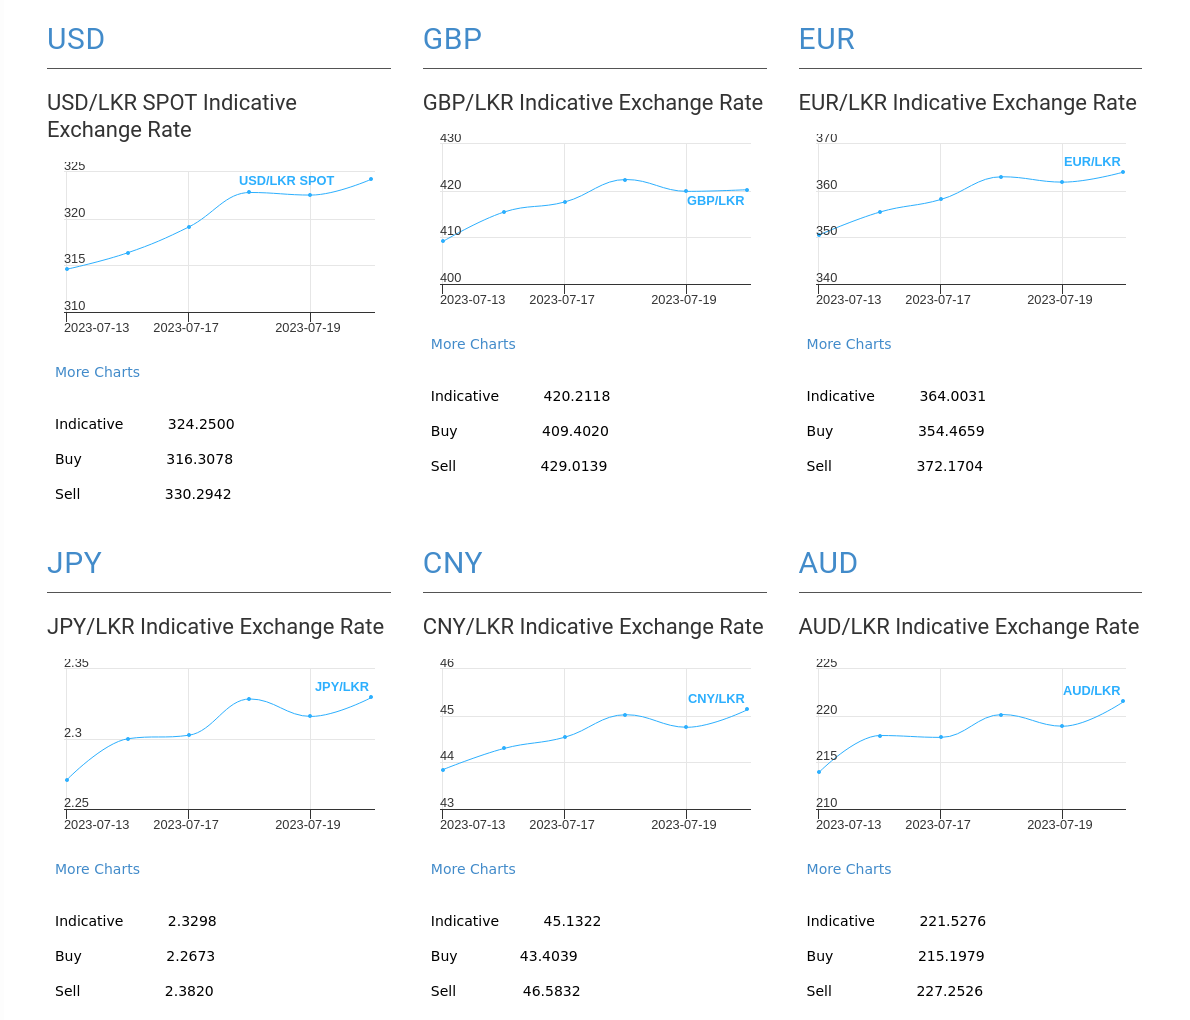 USD
USD/LKR SPOT Indicative
Exchange Rate
325
USD/LKR SPOT
320
315
310
2023-07-13 2023-07-17 2023-07-19
More Charts
Indicative 324.2500
Buy 316.3078
Sell 330.2942
GBP
GBP/LKR Indicative Exchange Rate
430
420
GBP/LKR
410
400
2023-07-13 2023-07-17 2023-07-19
More Charts
Indicative 420.2118
Buy 409.4020
Sell 429.0139
EUR
EUR/LKR Indicative Exchange Rate
370
EUR/LKR
360
350
340
2023-07-13 2023-07-17 2023-07-19
More Charts
Indicative 364.0031
Buy 354.4659
Sell 372.1704
JPY
JPY/LKR Indicative Exchange Rate
2.35
JPY/LKR
2.3
2.25
2023-07-13 2023-07-17 2023-07-19
More Charts
Indicative 2.3298
Buy 2.2673
Sell 2.3820
CNY
CNY/LKR Indicative Exchange Rate
46
CNY/LKR
45
44
43
2023-07-13 2023-07-17 2023-07-19
More Charts
Indicative 45.1322
Buy 43.4039
Sell 46.5832
AUD
AUD/LKR Indicative Exchange Rate
225
AUD/LKR
220
215
210
2023-07-13 2023-07-17 2023-07-19
More Charts
Indicative 221.5276
Buy 215.1979
Sell 227.2526